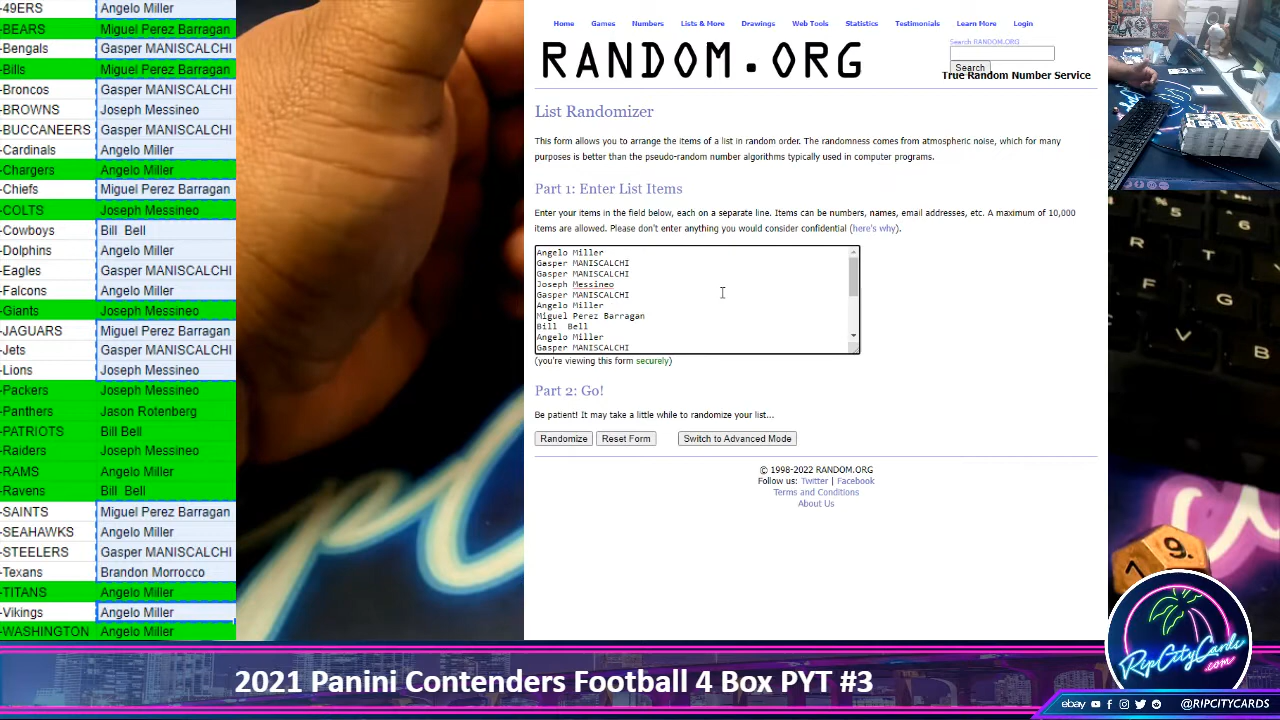 -49ERS Angelo Miller
-BEARS Miguel Perez Barragan
-Bengals Gasper MANISCALCHI
-Bills Miguel Perez Barragan
-Broncos Gasper MANISCALCHI
-BROWNS Joseph Messineo
-BUCCANEERS Gasper MANISCALCHI
-Cardinals Angelo Miller
-Chargers Angelo Miller
-Chiefs Miguel Perez Barragan
-COLTS Joseph Messineo
-Cowboys Bill  Bell
-Dolphins Angelo Miller
-Eagles Gasper MANISCALCHI
-Falcons Angelo Miller
-Giants Joseph Messineo
-JAGUARS Miguel Perez Barragan
-Jets Gasper MANISCALCHI
-Lions Joseph Messineo
-Packers Joseph Messineo
-Panthers Jason Rotenberg
-PATRIOTS Bill Bell
-Raiders Joseph Messineo
-RAMS Angelo Miller
-Ravens Bill  Bell
-SAINTS Miguel Perez Barragan
-SEAHAWKS Angelo Miller
-STEELERS Gasper MANISCALCHI
-Texans Brandon Morrocco
-TITANS Angelo Miller
-Vikings Angelo Miller
-WASHINGTON Angelo Miller
Home Games Numbers Lists & More Drawings Web Tools Statistics Testimonials Learn More Login
RANDOM.ORG
Search RANDOM.ORG
Search
True Random Number Service
List Randomizer
This form allows you to arrange the items of a list in random order. The randomness comes from atmospheric noise, which for many
purposes is better than the pseudo-random number algorithms typically used in computer programs.
Part 1: Enter List Items
Enter your items in the field below, each on a separate line. Items can be numbers, names, email addresses, etc. A maximum of 10,000
items are allowed. Please don't enter anything you would consider confidential (here's why).
Angelo Miller
Gasper MANISCALCHI
Gasper MANISCALCHI
Joseph Messineo
Gasper MANISCALCHI
Angelo Miller
Miguel Perez Barragan
Bill  Bell
Angelo Miller
Gasper MANISCALCHI
(you're viewing this form securely)
Part 2: Go!
Be patient! It may take a little while to randomize your list...
Randomize Reset Form Switch to Advanced Mode
© 1998-2022 RANDOM.ORG
Follow us: Twitter | Facebook
Terms and Conditions
About Us
RipCityCards
.com
2021 Panini Contenders Football 4 Box PYT #3
ebay @RIPCITYCARDS